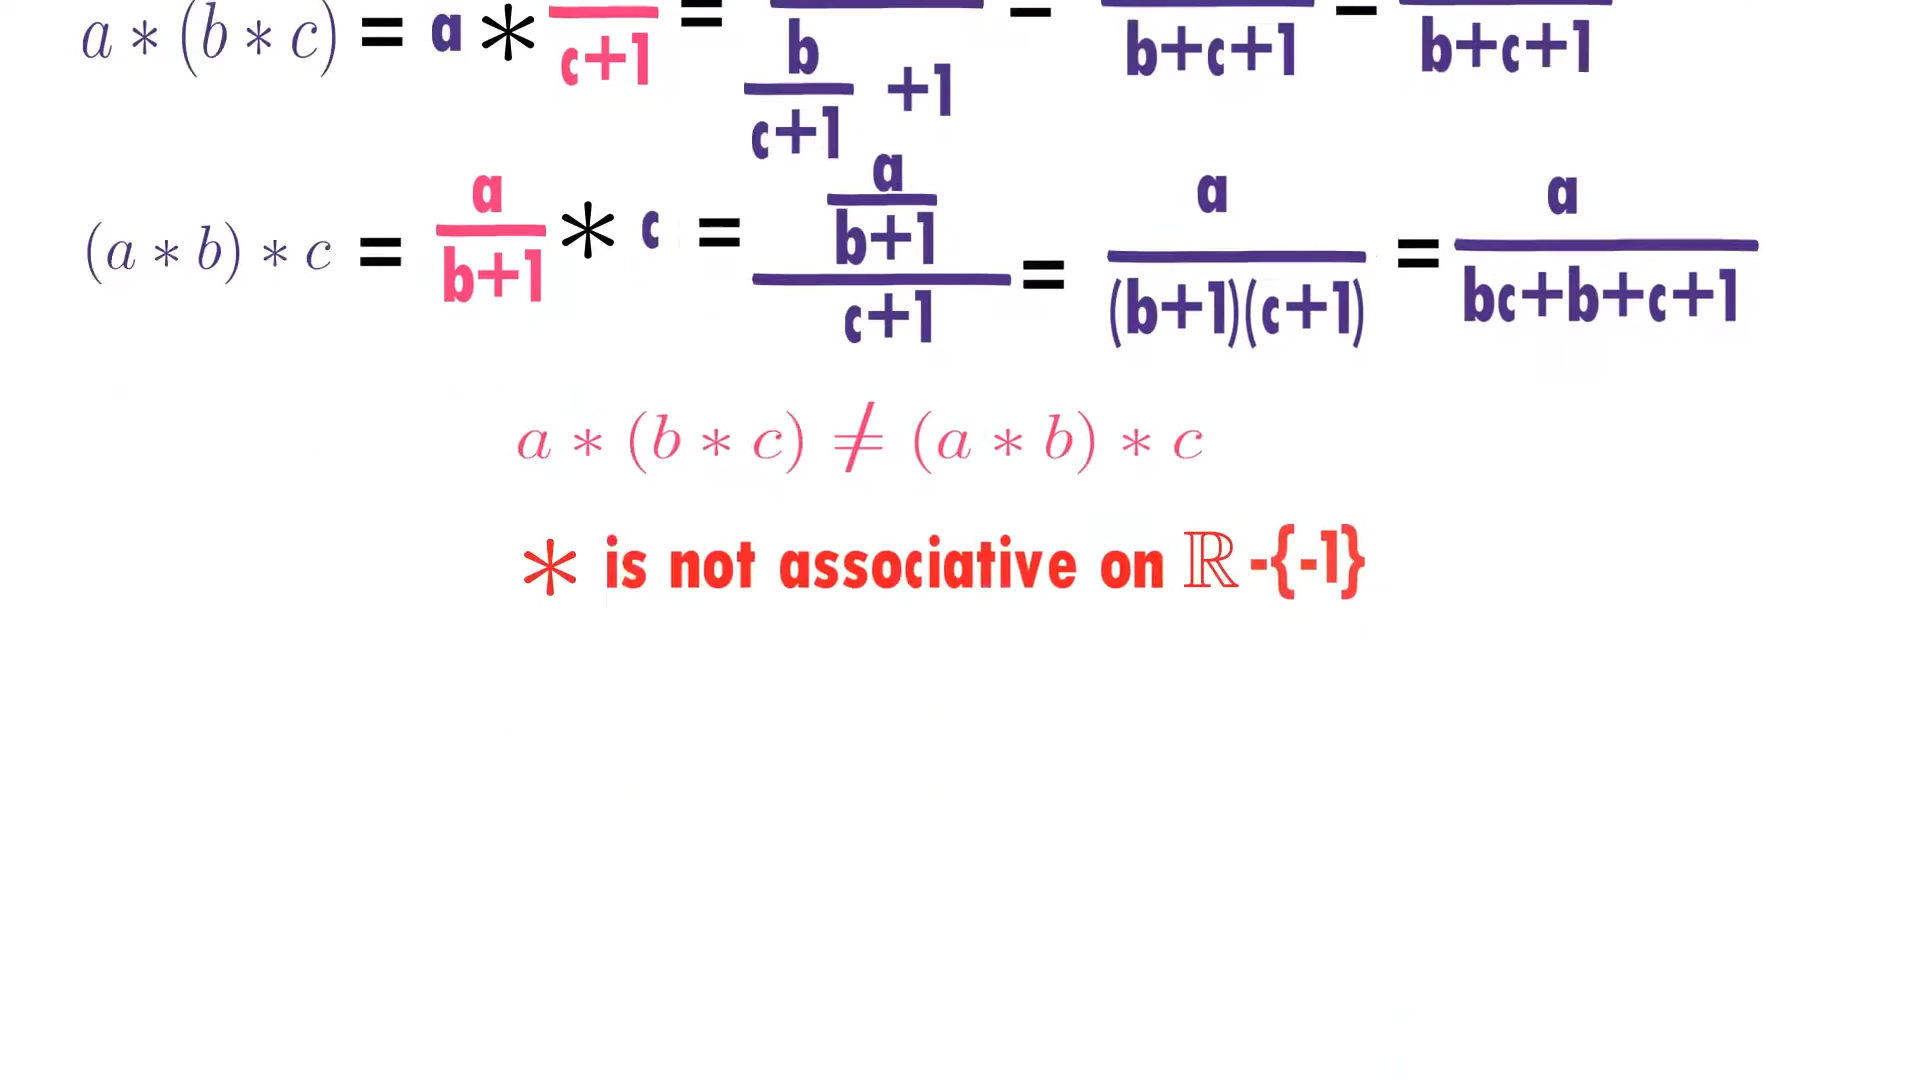 a ∗ (b ∗ c) = a ∗ /(c+1) = /(b/(c+1) +1) = /(b+c+1) = /(b+c+1)
(a ∗ b) ∗ c = a/(b+1) ∗ c = (a/(b+1))/(c+1) = a/((b+1)(c+1)) = a/(bc+b+c+1)
a ∗ (b ∗ c) ≠ (a ∗ b) ∗ c
∗ is not associative on ℝ -{-1}